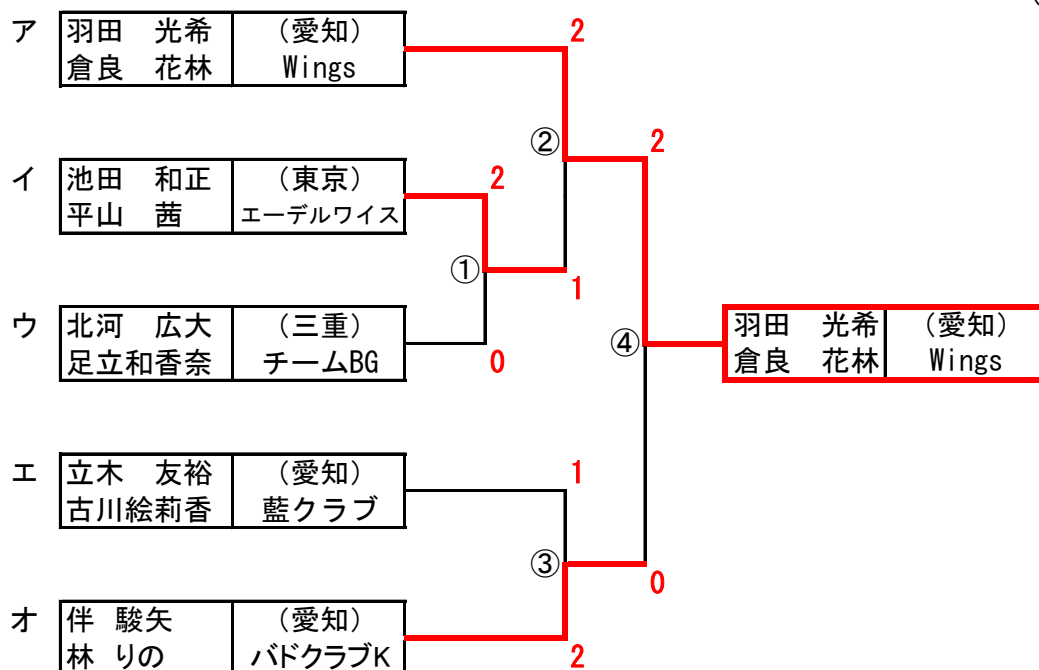 ア 羽田 光希 (愛知) 2
倉良 花林 Wings
② 2
イ 池田 和正 (東京) 2
平山 茜 エーデルワイス
① 1
ウ 北河 広大 (三重)
足立和香奈 チームBG 0
④ 羽田 光希 (愛知)
倉良 花林 Wings
エ 立木 友裕 (愛知) 1
古川絵莉香 藍クラブ
③ 0
オ 伴 駿矢 (愛知)
林 りの バドクラブK 2